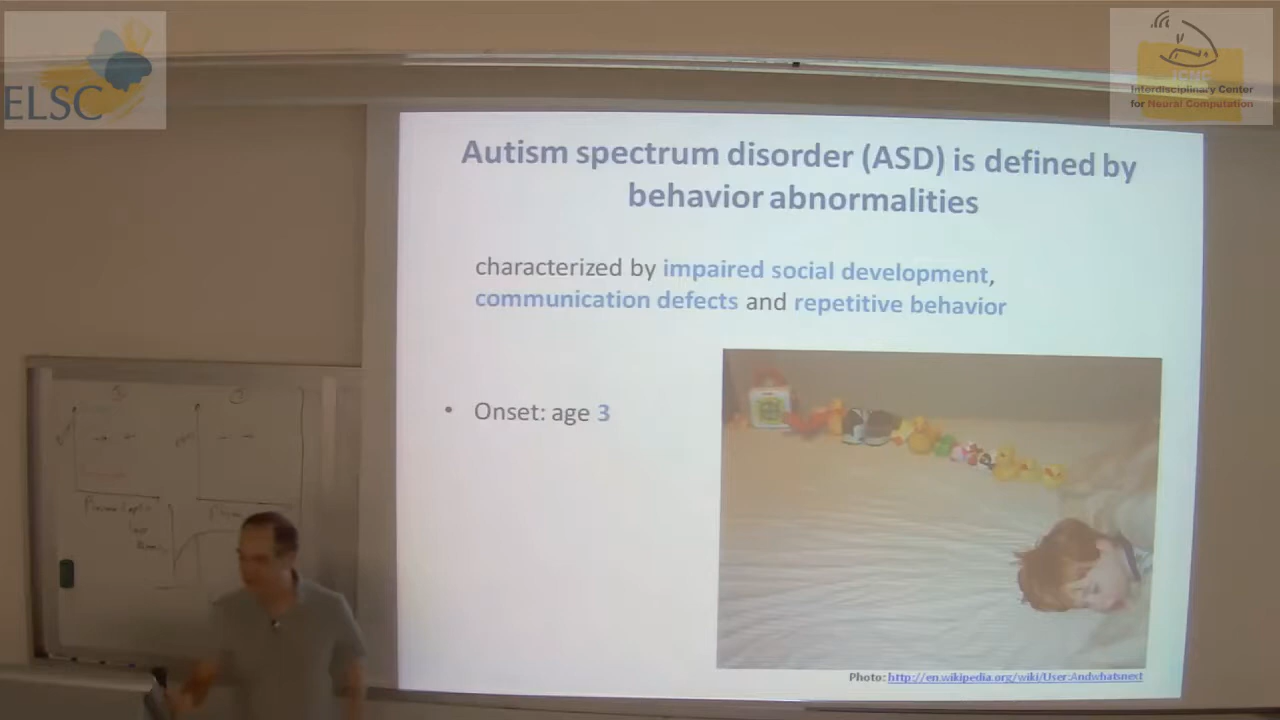 ELSC
ICNC
Interdisciplinary Center
for Neural Computation
Autism spectrum disorder (ASD) is defined by
behavior abnormalities
characterized by impaired social development,
communication defects and repetitive behavior
• Onset: age 3
Photo: http://en.wikipedia.org/wiki/User:Andwhatsnext